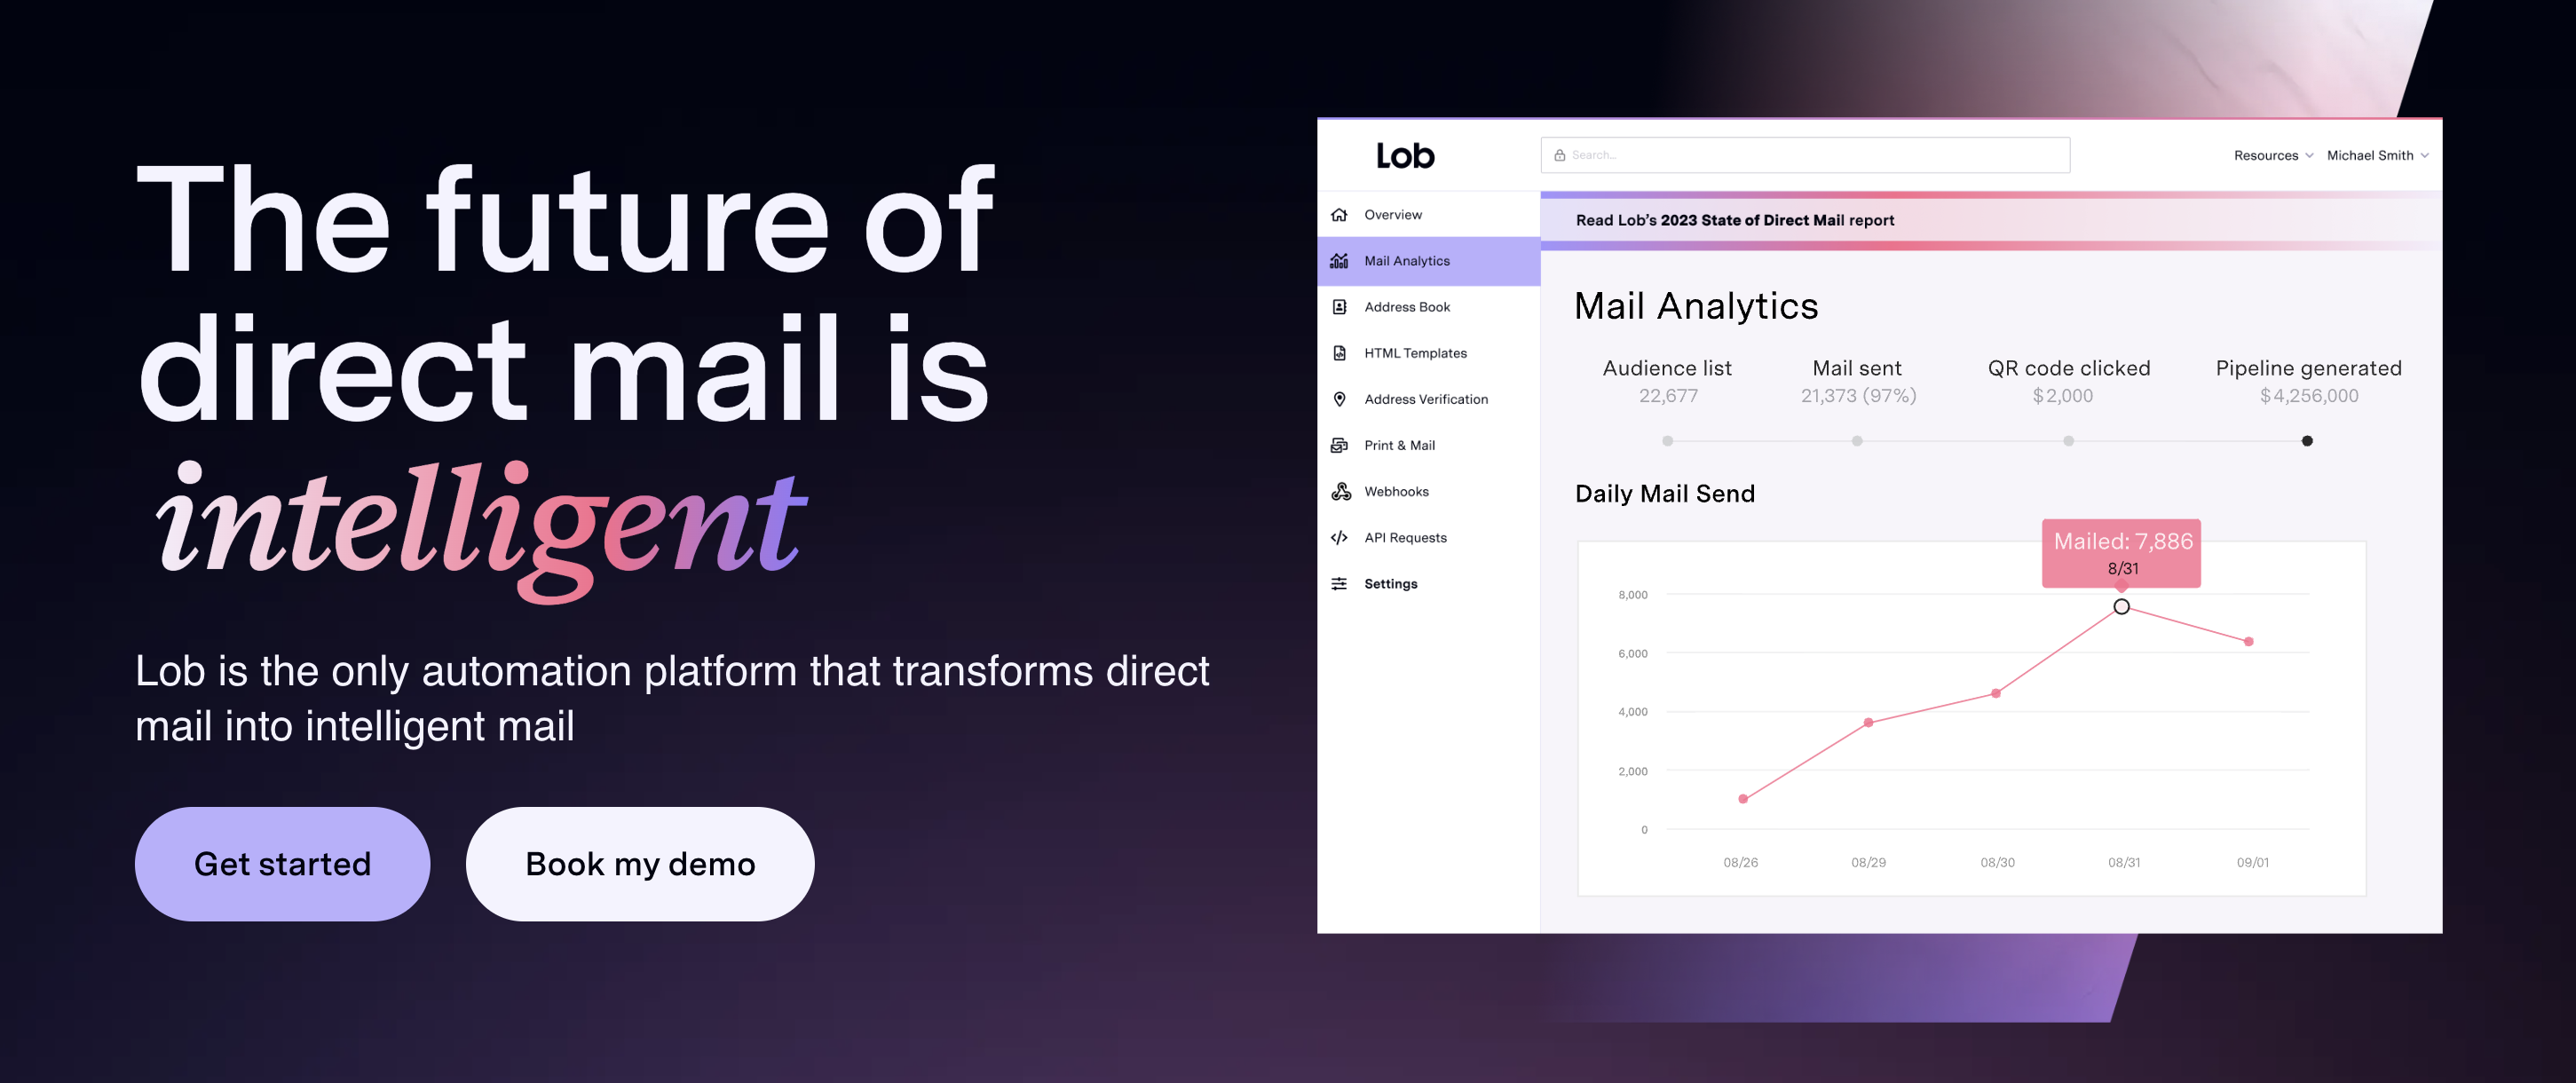 The future of
direct mail is
intelligent
Lob is the only automation platform that transforms direct
mail into intelligent mail
Get started
Book my demo
Lob
Search...
Resources
Michael Smith
Overview
Mail Analytics
Address Book
HTML Templates
Address Verification
Print & Mail
Webhooks
API Requests
Settings
Read Lob's 2023 State of Direct Mail report
Mail Analytics
Audience list
22,677
Mail sent
21,373 (97%)
QR code clicked
$2,000
Pipeline generated
$4,256,000
Daily Mail Send
Mailed: 7,886
8/31
8,000
6,000
4,000
2,000
0
08/26
08/29
08/30
08/31
09/01